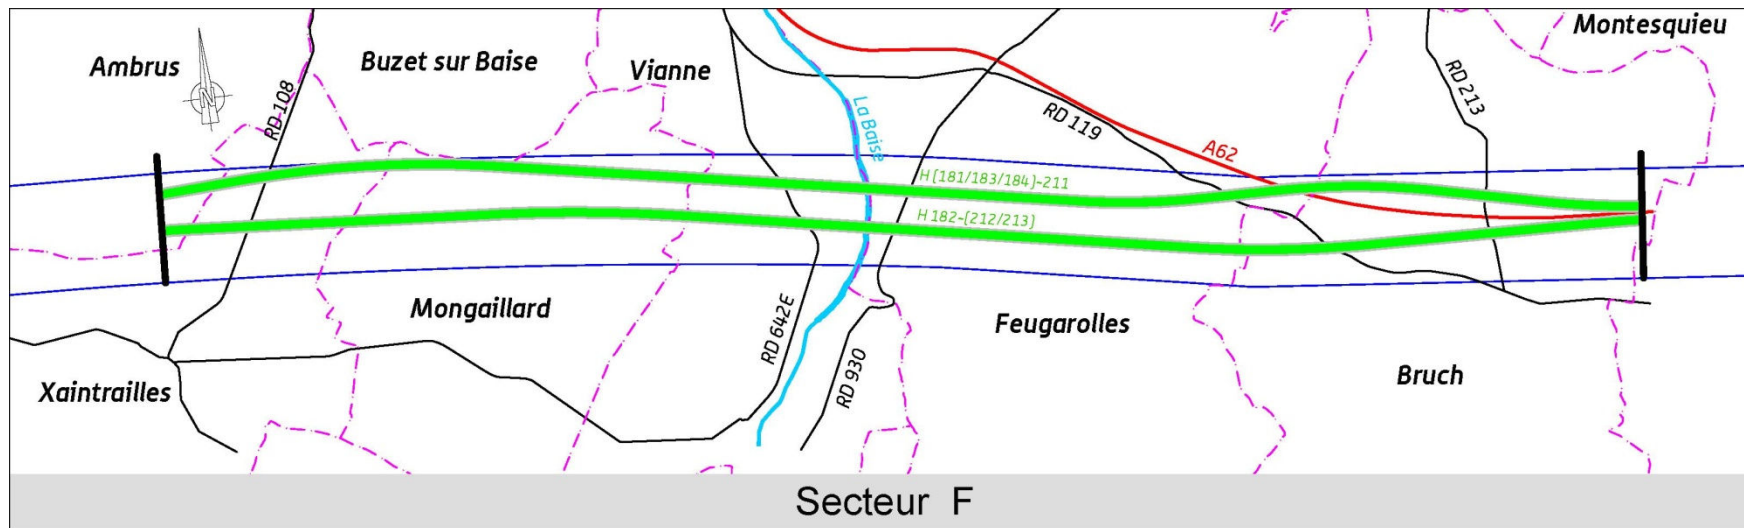 Montesquieu
Ambrus
Buzet sur Baise
Vianne
N
RD 108
La Baise
RD 119
RD 213
A62
H (181/183/184)-211
H 182-(212/213)
Mongaillard
RD 642E
RD 930
Feugarolles
Xaintrailles
Bruch
Secteur F